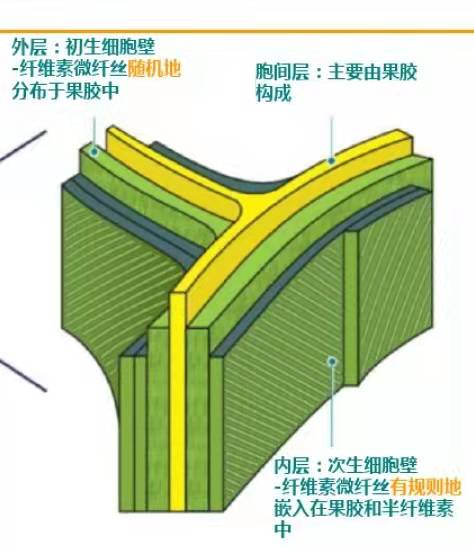 外层：初生细胞壁
-纤维素微纤丝随机地
分布于果胶中
胞间层：主要由果胶
构成
内层：次生细胞壁
-纤维素微纤丝有规则地
嵌入在果胶和半纤维素
中